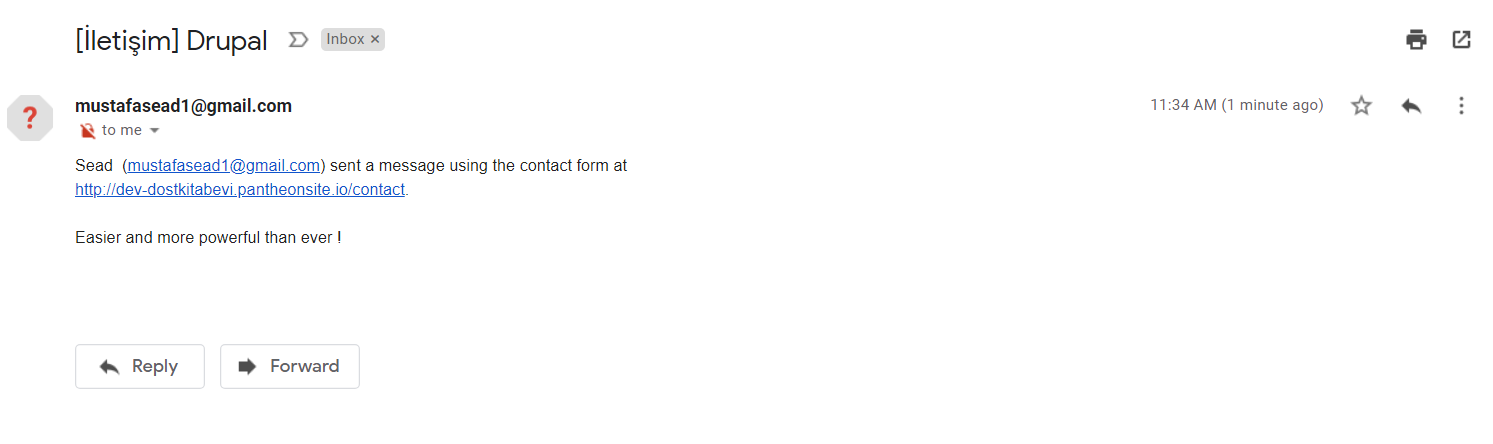 [İletişim] Drupal Inbox ×
? mustafasead1@gmail.com 11:34 AM (1 minute ago)
to me
Sead (mustafasead1@gmail.com) sent a message using the contact form at
http://dev-dostkitabevi.pantheonsite.io/contact.
Easier and more powerful than ever !
Reply Forward